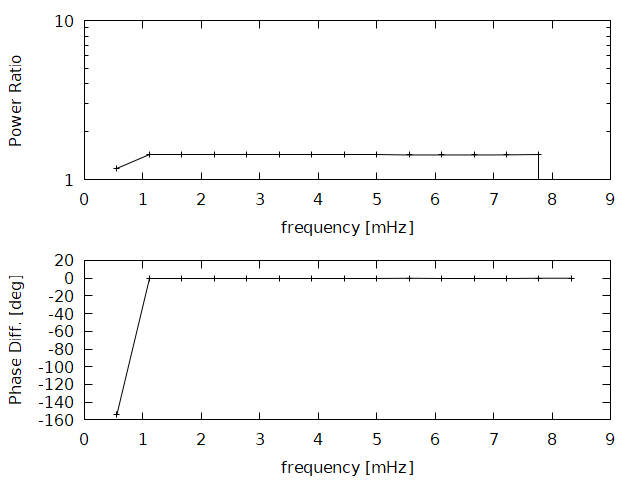 10
1
Power Ratio
0 1 2 3 4 5 6 7 8 9
frequency [mHz]
20
0
-20
-40
-60
-80
-100
-120
-140
-160
Phase Diff. [deg]
0 1 2 3 4 5 6 7 8 9
frequency [mHz]